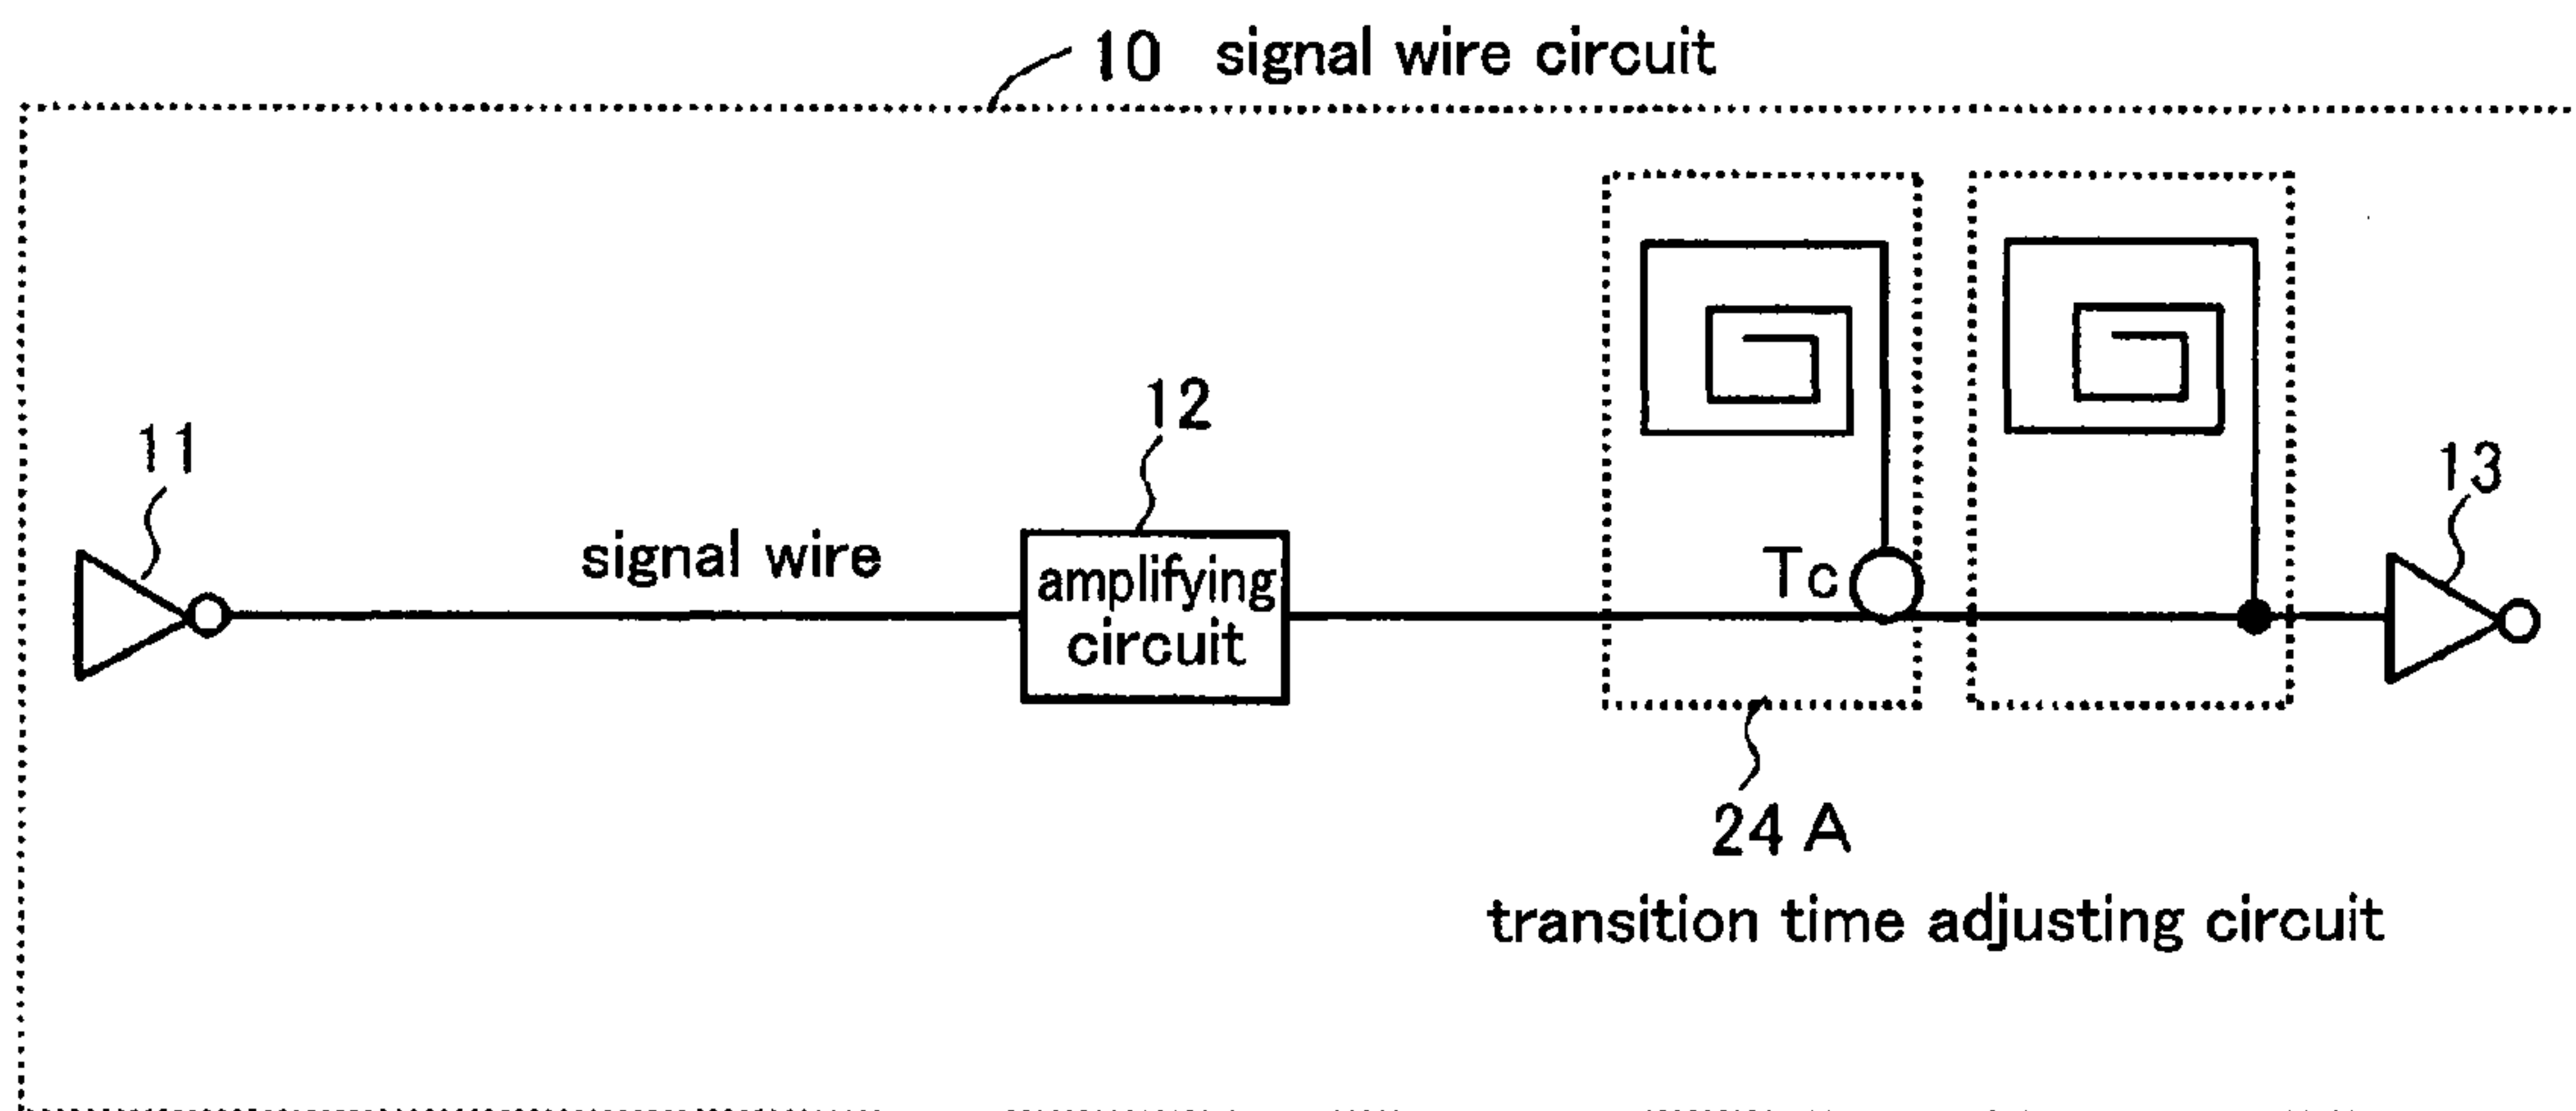 10 signal wire circuit
11
signal wire
12
amplifying
circuit
Tc
13
24 A
transition time adjusting circuit